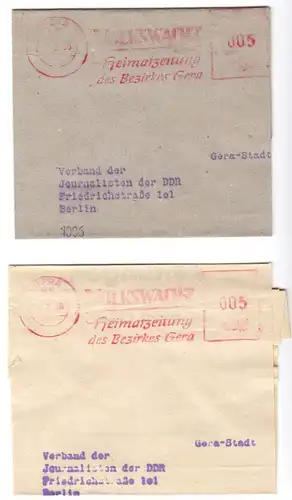 VOLKSWACHT
005
Heimatzeitung
des Bezirkes Gera
Gera-Stadt
Verband der
Journalisten der DDR
Friedrichstraße 101
Berlin
VOLKSWACHT
005
Heimatzeitung
des Bezirkes Gera
Gera-Stadt
Verband der
Journalisten der DDR
Friedrichstraße 101
Berlin